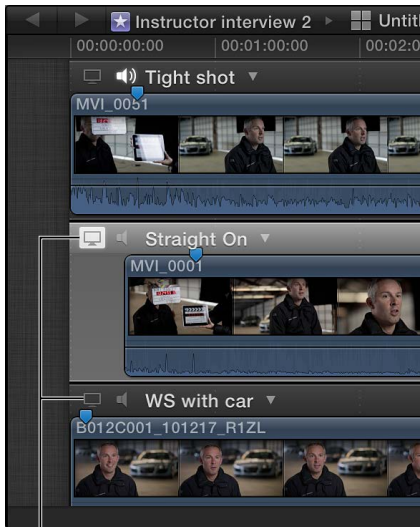 Instructor interview 2 Untit
00:00:00:00 00:01:00:00 00:02:0
Tight shot
MVI_0051
Straight On
MVI_0001
WS with car
B012C001_101217_R1ZL